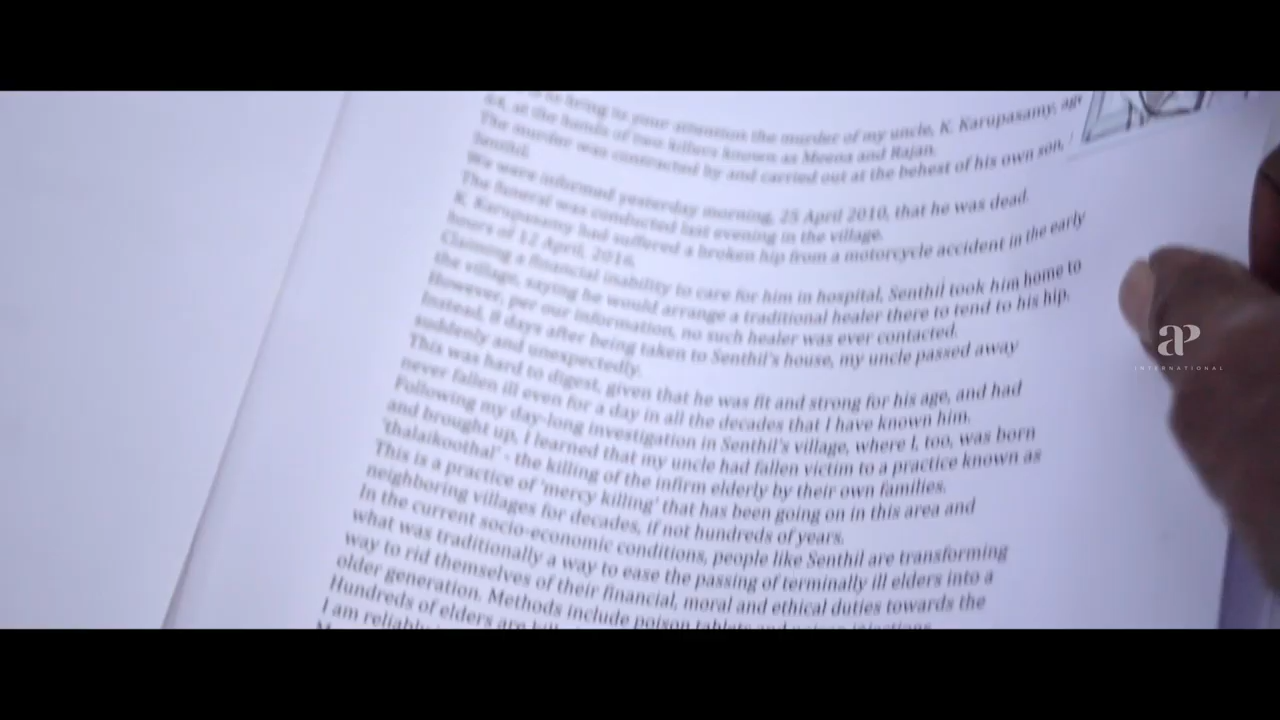 to bring to your attention the murder of my uncle, K. Karupasamy, age
64, at the hands of two killers known as Meena and Rajan.
The murder was contracted by and carried out at the behest of his own son,
Senthil.
We were informed yesterday morning, 25 April 2010, that he was dead.
The funeral was conducted last evening in the village.
K. Karupasamy had suffered a broken hip from a motorcycle accident in the early
hours of 12 April, 2016.
Claiming a financial inability to care for him in hospital, Senthil took him home to
the village, saying he would arrange a traditional healer there to tend to his hip.
However, per our information, no such healer was ever contacted.
Instead, 8 days after being taken to Senthil's house, my uncle passed away
suddenly and unexpectedly.
This was hard to digest, given that he was fit and strong for his age, and had
never fallen ill even for a day in all the decades that I have known him.
Following my day-long investigation in Senthil's village, where I, too, was born
and brought up, I learned that my uncle had fallen victim to a practice known as
'thalaikoothal' - the killing of the infirm elderly by their own families.
This is a practice of 'mercy killing' that has been going on in this area and
neighboring villages for decades, if not hundreds of years.
In the current socio-economic conditions, people like Senthil are transforming
what was traditionally a way to ease the passing of terminally ill elders into a
way to rid themselves of their financial, moral and ethical duties towards the
older generation. Methods include poison tablets and poison injections.
Hundreds of elders are
I am reliably
ap
INTERNATIONAL